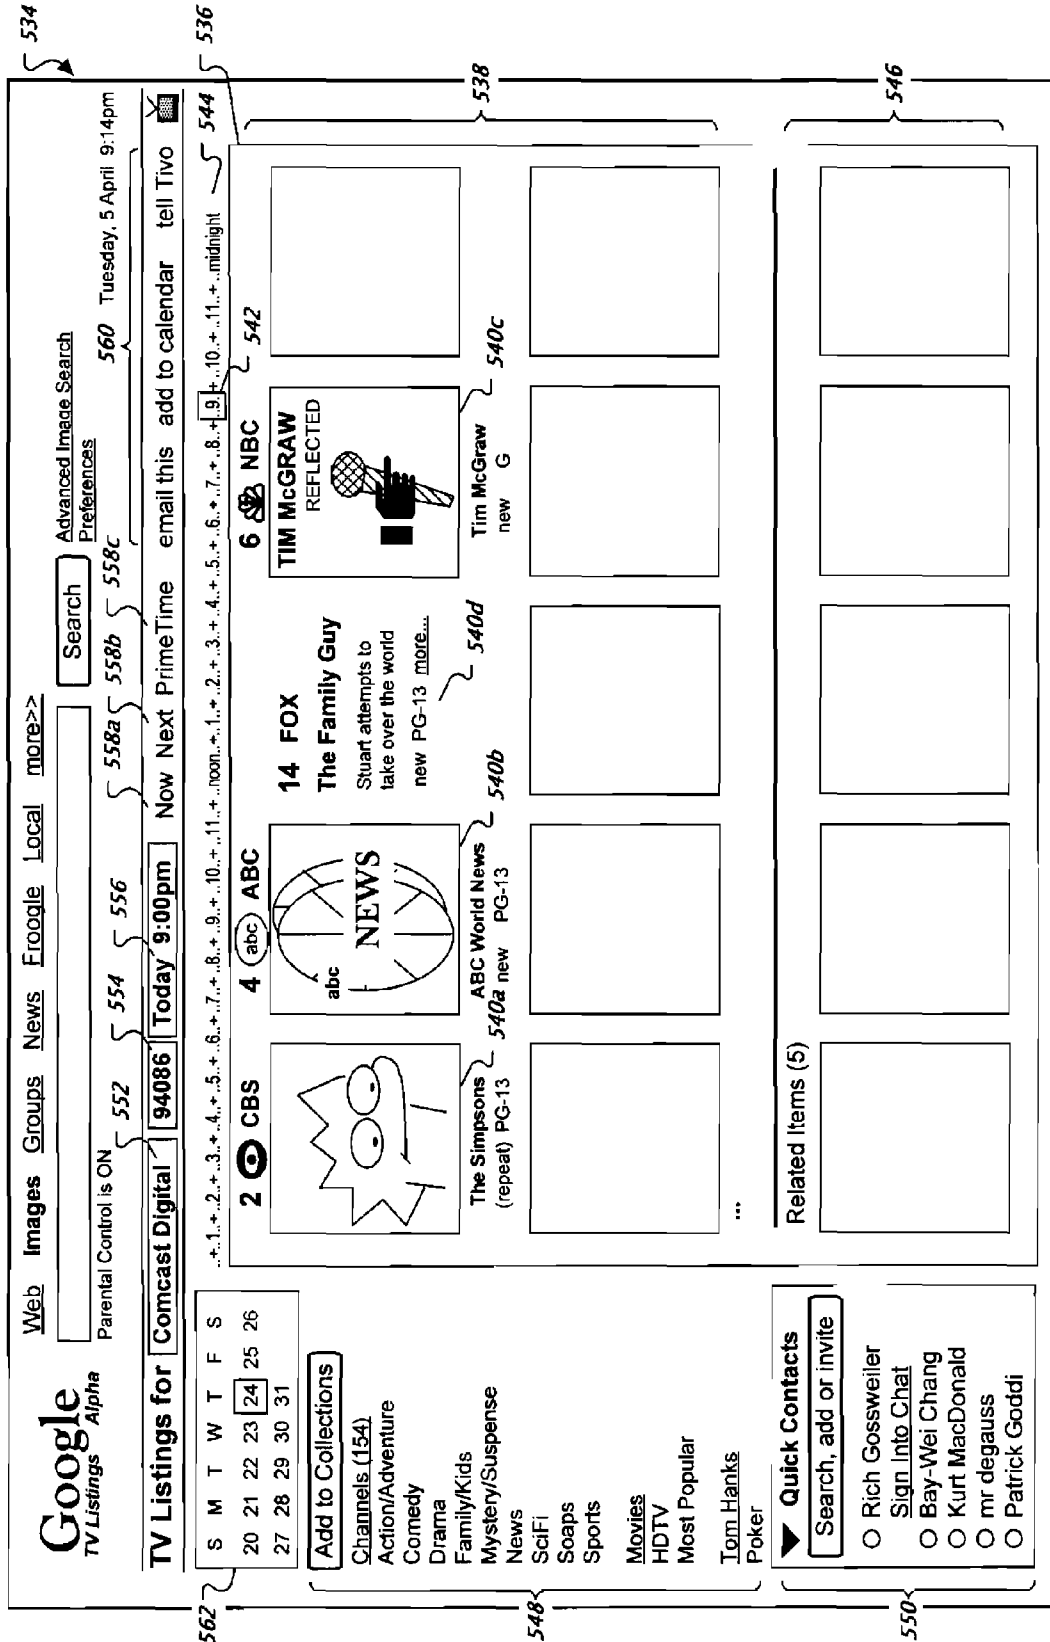 534
Web Images Groups News Froogle Local more>>
Google
TV Listings Alpha
Search
Advanced Image Search
Preferences
Parental Control is ON
552
554
556
558a
558b
558c
560
Tuesday, 5 April 9:14pm
TV Listings for Comcast Digital 94086 Today 9:00pm Now Next PrimeTime email this add to calendar tell Tivo
562
S M T W T F S
20 21 22 23 24 25 26
27 28 29 30 31
..+..1..+..2..+..3..+..4..+..5..+..6..+..7..+..8..+..9..+..10..+..11..+..noon..+..1..+..2..+..3..+..4..+..5..+..6..+..7..+..8..+..9..+..10..+..11..+..midnight
544
536
542
2 CBS
4 abc ABC
14 FOX
6 NBC
abc
NEWS
The Family Guy
Stuart attempts to
take over the world
new PG-13 more...
TIM McGRAW
REFLECTED
The Simpsons
(repeat) PG-13
540a
ABC World News
new PG-13
540b
540d
Tim McGraw
new G
540c
538
...
Add to Collections
Channels (154)
Action/Adventure
Comedy
Drama
Family/Kids
Mystery/Suspense
News
SciFi
Soaps
Sports
Movies
HDTV
Most Popular
Tom Hanks
Poker
548
Related Items (5)
546
Quick Contacts
Search, add or invite
Rich Gossweiler
Sign Into Chat
Bay-Wei Chang
Kurt MacDonald
mr degauss
Patrick Goddi
550